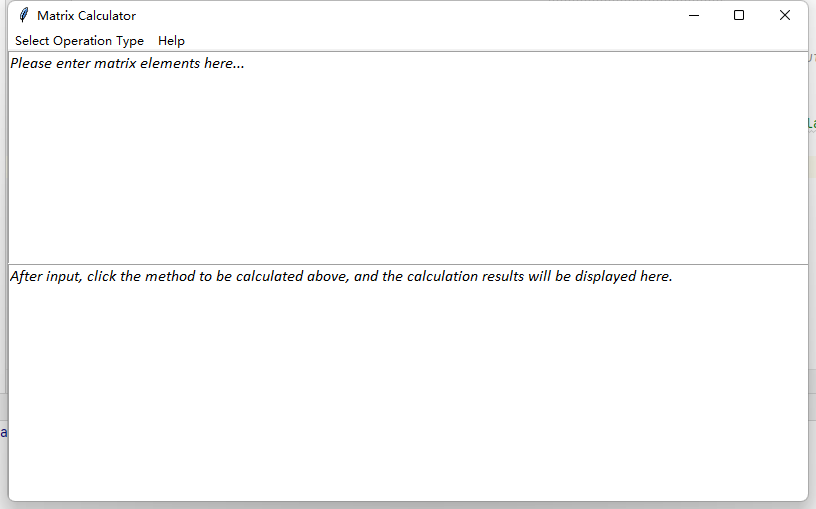 Matrix Calculator
Select Operation Type Help
Please enter matrix elements here...
After input, click the method to be calculated above, and the calculation results will be displayed here.
a